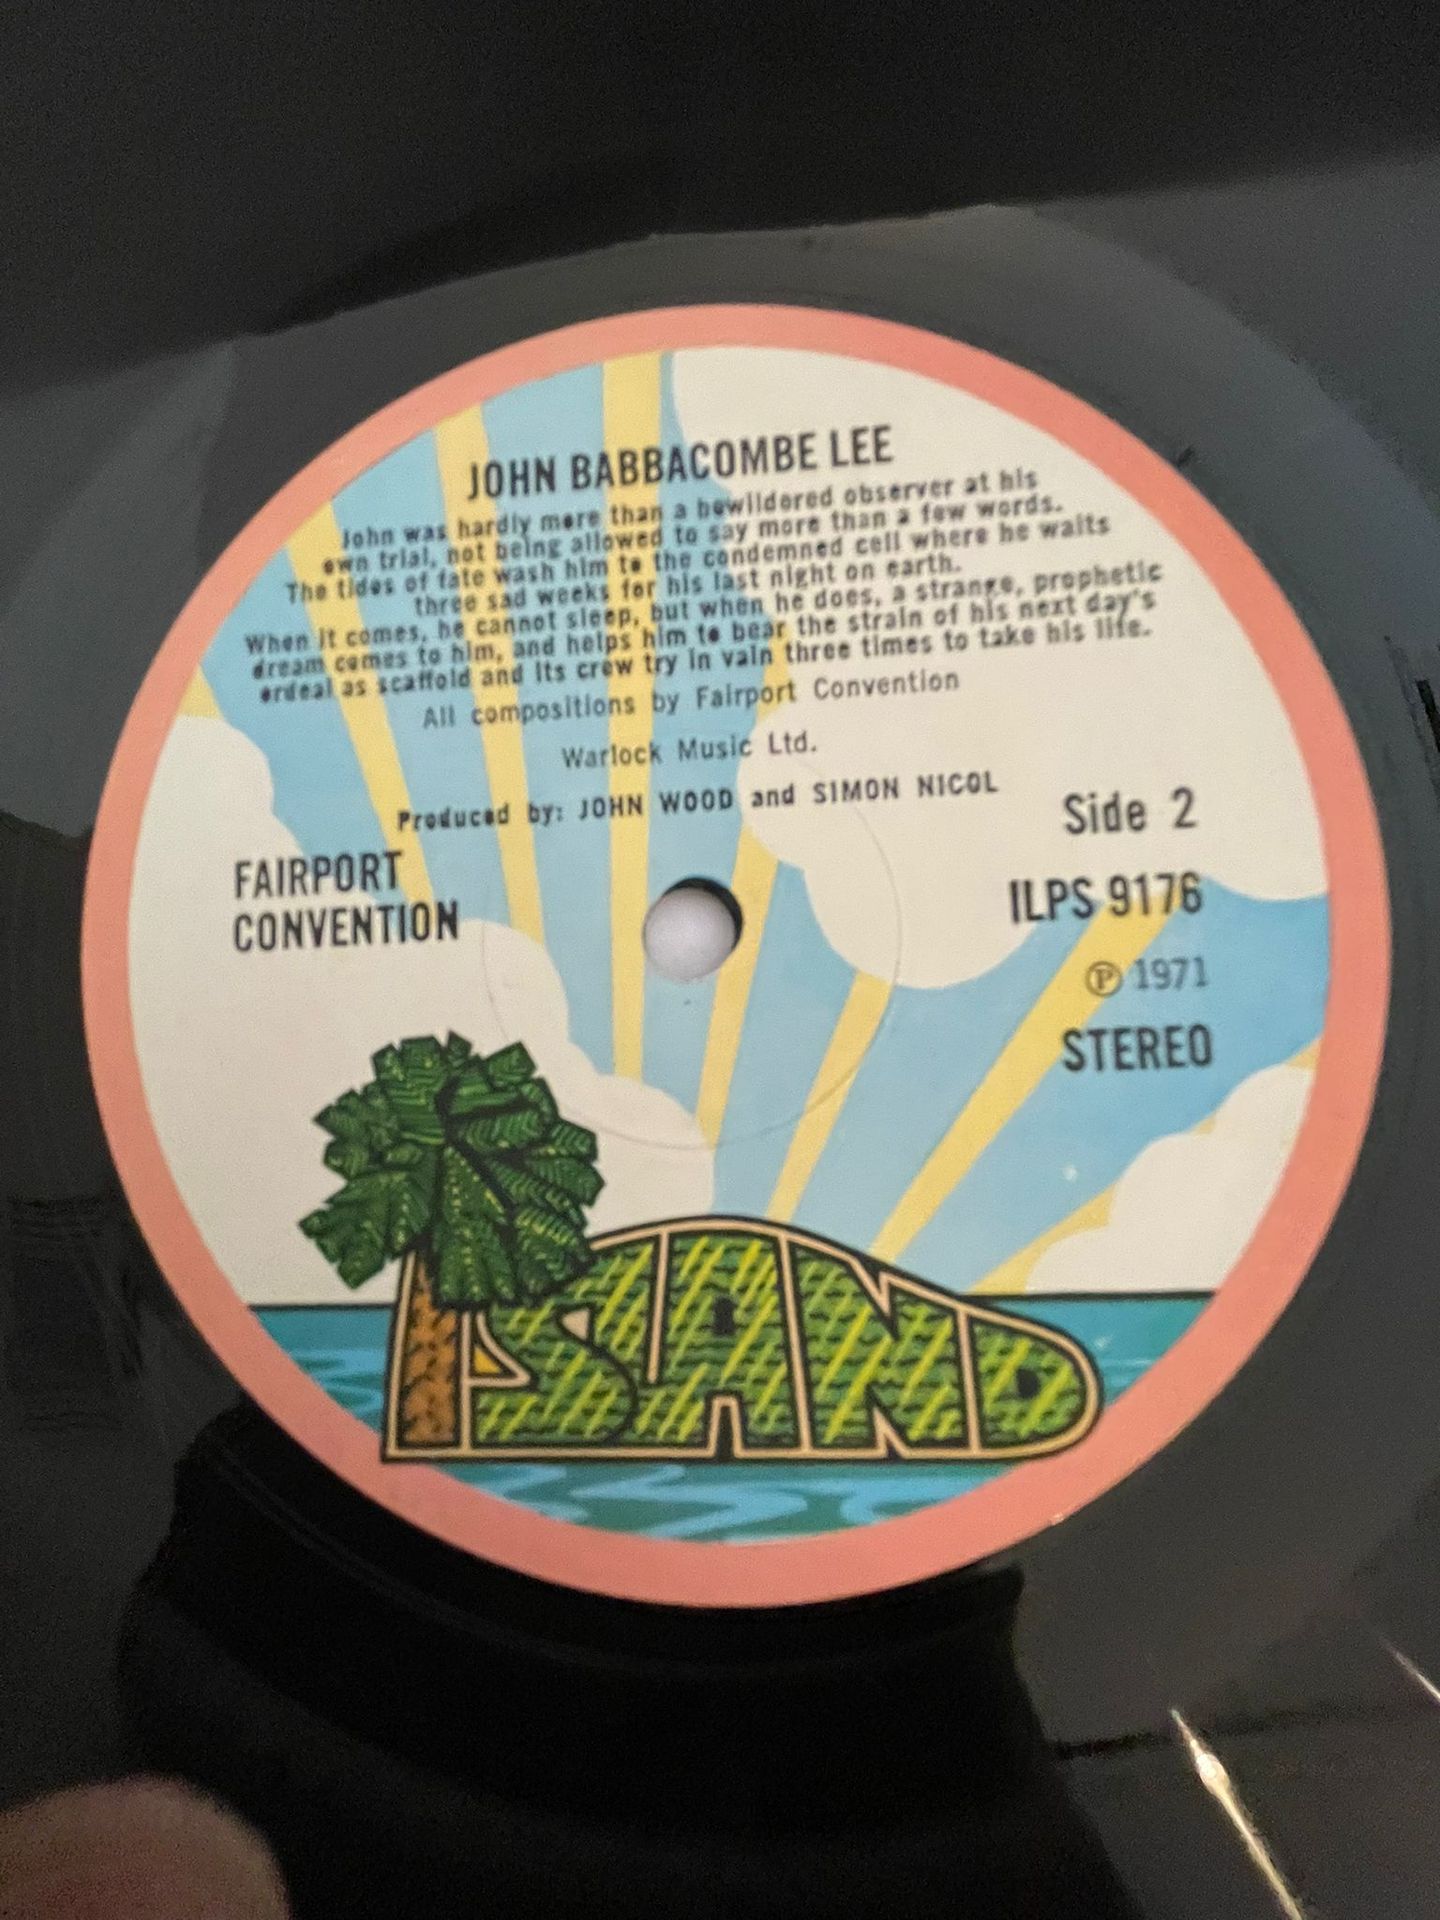 JOHN BABBACOMBE LEE
John was hardly more than a bewildered observer at his
own trial, not being allowed to say more than a few words.
The tides of fate wash him to the condemned cell where he waits
three sad weeks for his last night on earth.
When it comes, he cannot sleep, but when he does, a strange, prophetic
dream comes to him, and helps him to bear the strain of his next day's
ordeal as scaffold and its crew try in vain three times to take his life.
All compositions by Fairport Convention
Warlock Music Ltd.
Produced by: JOHN WOOD and SIMON NICOL
FAIRPORT
CONVENTION
Side 2
ILPS 9176
℗ 1971
STEREO
ISLAND